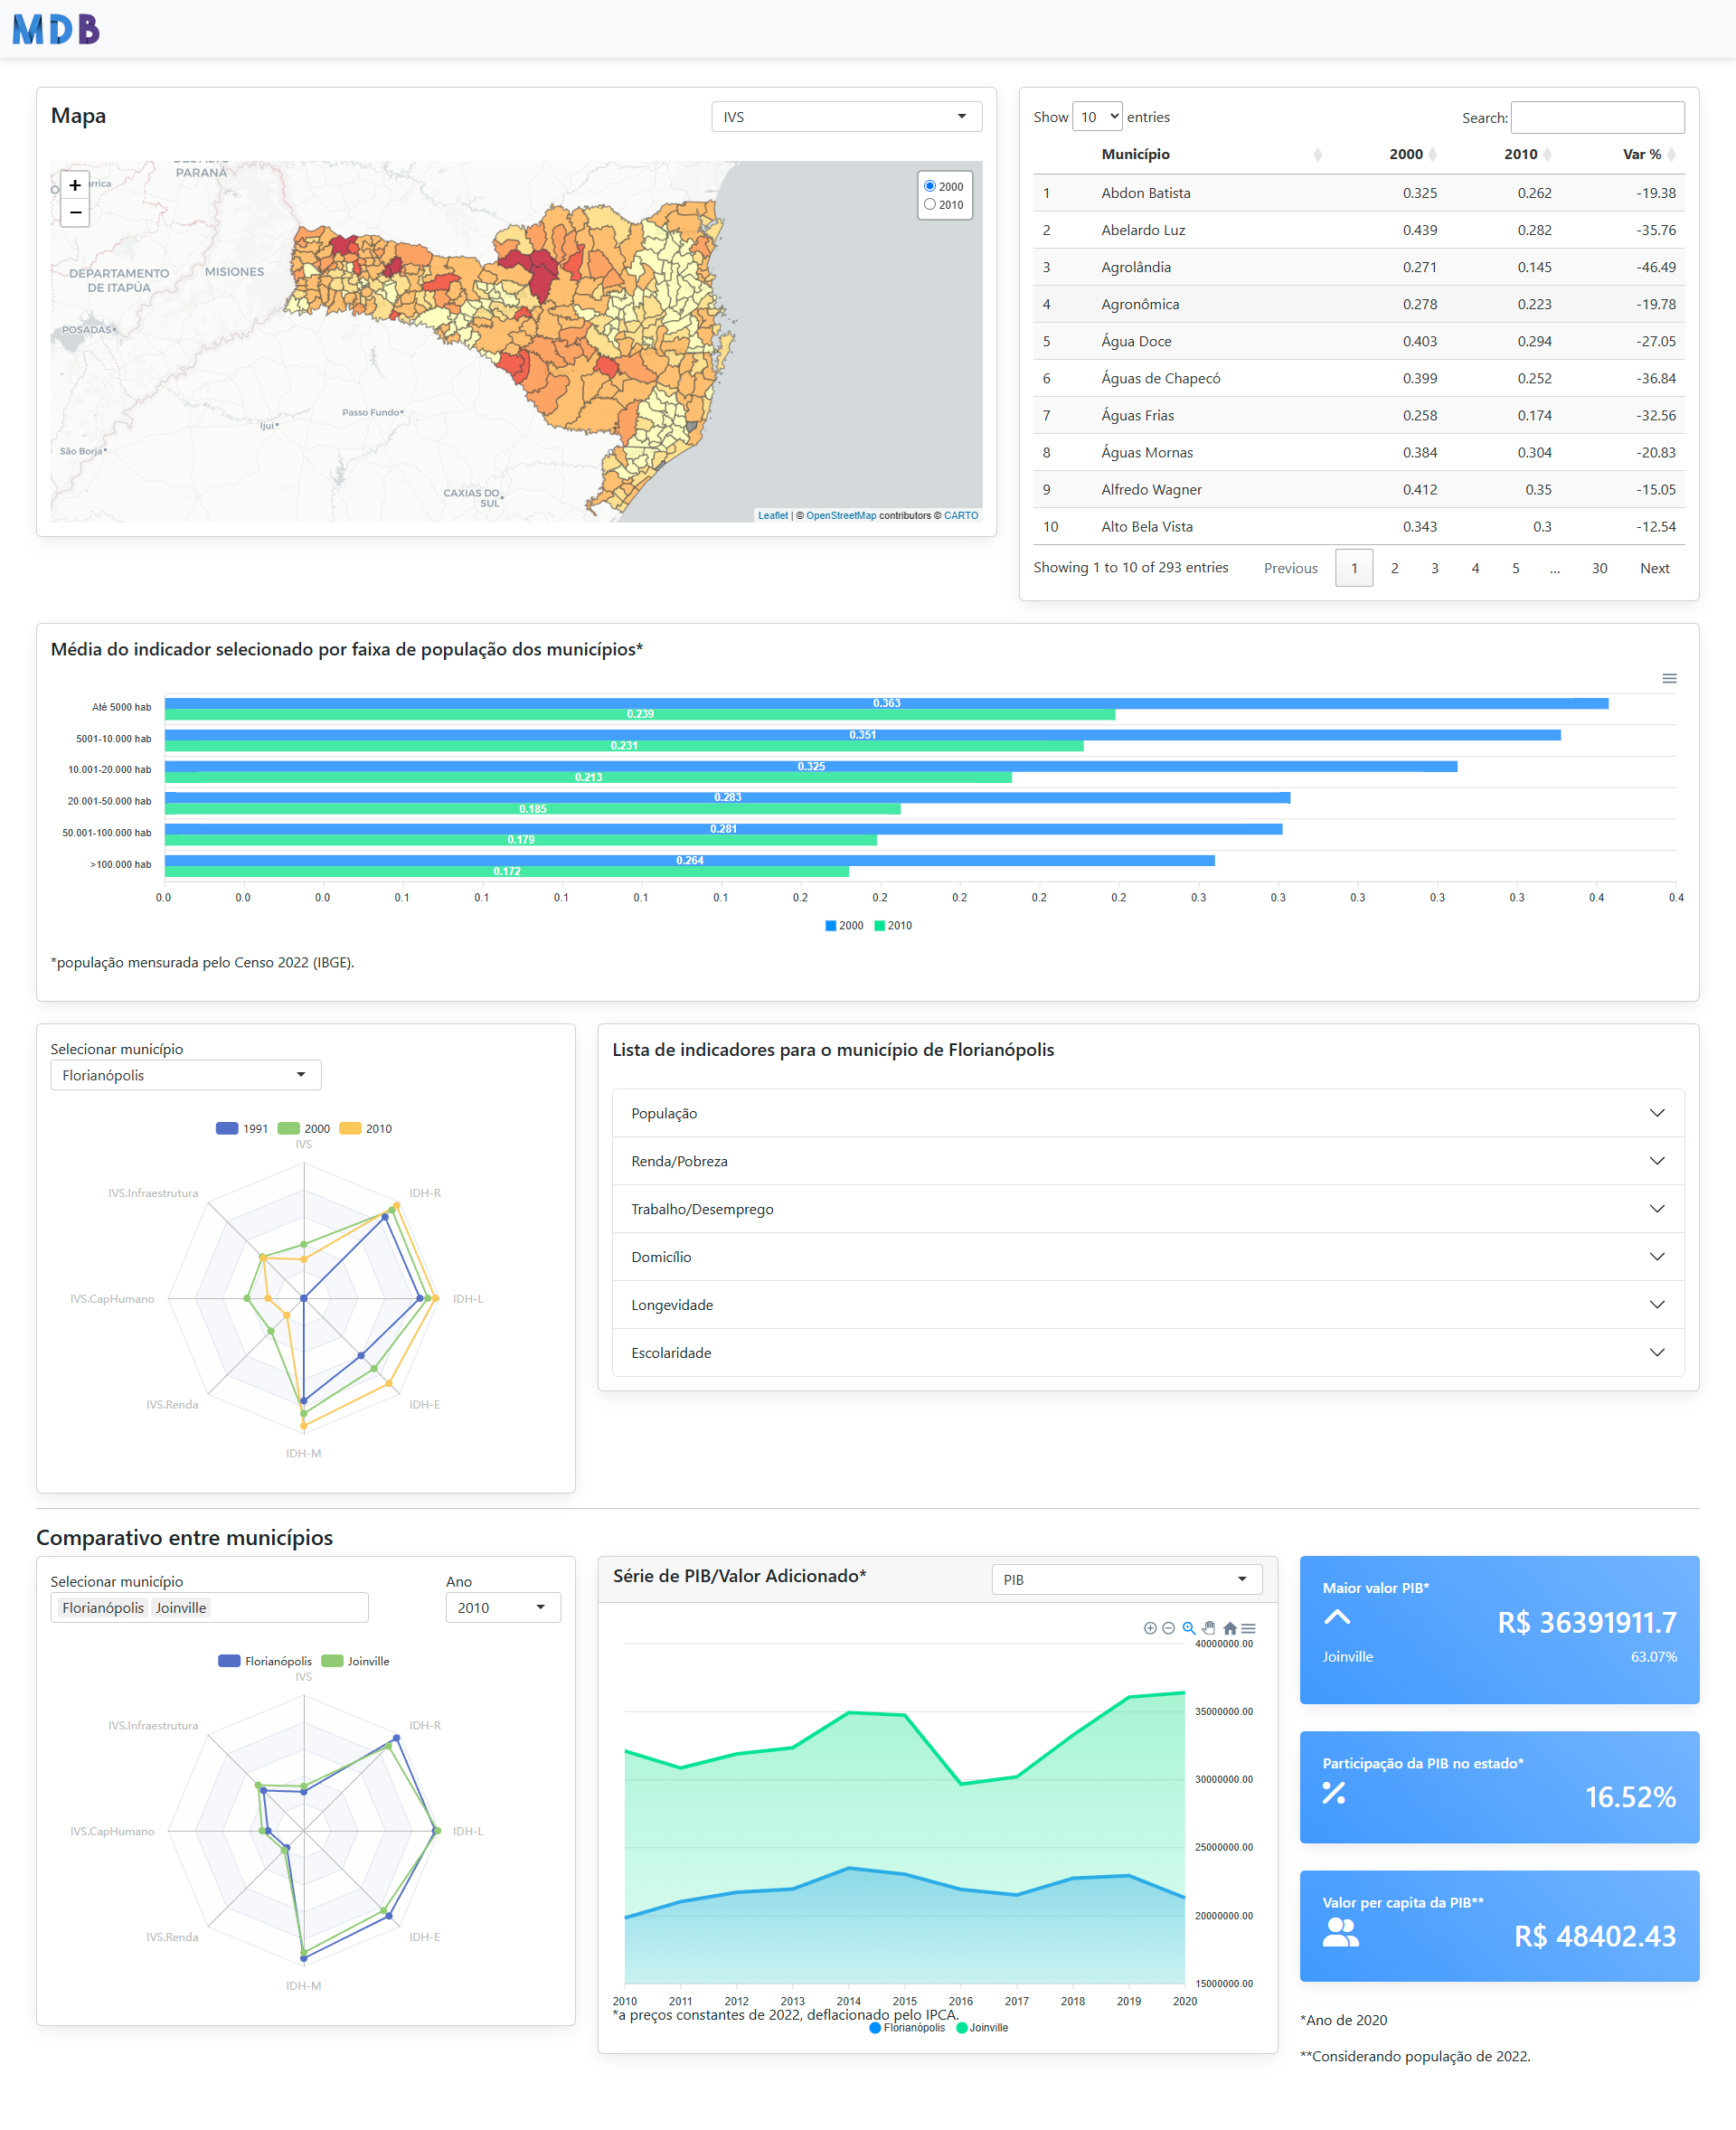 MDB
Mapa
IVS
+
−
DEPARTAMENTO
DE ITAPÚA
MISIONES
PARANÁ
POSADAS
Passo Fundo
Ijuí
São Borja
CAXIAS DO
SUL
2000
2010
Leaflet | © OpenStreetMap contributors © CARTO
Show 10 entries
Search:
Município 2000 2010 Var %
1 Abdon Batista 0.325 0.262 -19.38
2 Abelardo Luz 0.439 0.282 -35.76
3 Agrolândia 0.271 0.145 -46.49
4 Agronômica 0.278 0.223 -19.78
5 Água Doce 0.403 0.294 -27.05
6 Águas de Chapecó 0.399 0.252 -36.84
7 Águas Frias 0.258 0.174 -32.56
8 Águas Mornas 0.384 0.304 -20.83
9 Alfredo Wagner 0.412 0.35 -15.05
10 Alto Bela Vista 0.343 0.3 -12.54
Showing 1 to 10 of 293 entries Previous 1 2 3 4 5 … 30 Next
Média do indicador selecionado por faixa de população dos municípios*
Até 5000 hab 0.363 0.239
5001-10.000 hab 0.351 0.231
10.001-20.000 hab 0.325 0.213
20.001-50.000 hab 0.283 0.185
50.001-100.000 hab 0.281 0.179
>100.000 hab 0.264 0.172
0.0 0.0 0.0 0.1 0.1 0.1 0.1 0.1 0.2 0.2 0.2 0.2 0.2 0.3 0.3 0.3 0.3 0.3 0.4 0.4
2000 2010
*população mensurada pelo Censo 2022 (IBGE).
Selecionar município
Florianópolis
1991 2000 2010
IVS
IVS.Infraestrutura IDH-R
IVS.CapHumano IDH-L
IVS.Renda IDH-E
IDH-M
Lista de indicadores para o município de Florianópolis
População
Renda/Pobreza
Trabalho/Desemprego
Domicílio
Longevidade
Escolaridade
Comparativo entre municípios
Selecionar município Ano
Florianópolis Joinville 2010
Florianópolis Joinville
IVS
IVS.Infraestrutura IDH-R
IVS.CapHumano IDH-L
IVS.Renda IDH-E
IDH-M
Série de PIB/Valor Adicionado* PIB
40000000.00
35000000.00
30000000.00
25000000.00
20000000.00
15000000.00
2010 2011 2012 2013 2014 2015 2016 2017 2018 2019 2020
*a preços constantes de 2022, deflacionado pelo IPCA.
Florianópolis Joinville
Maior valor PIB*
R$ 36391911.7
Joinville 63.07%
Participação da PIB no estado*
16.52%
Valor per capita da PIB**
R$ 48402.43
*Ano de 2020
**Considerando população de 2022.